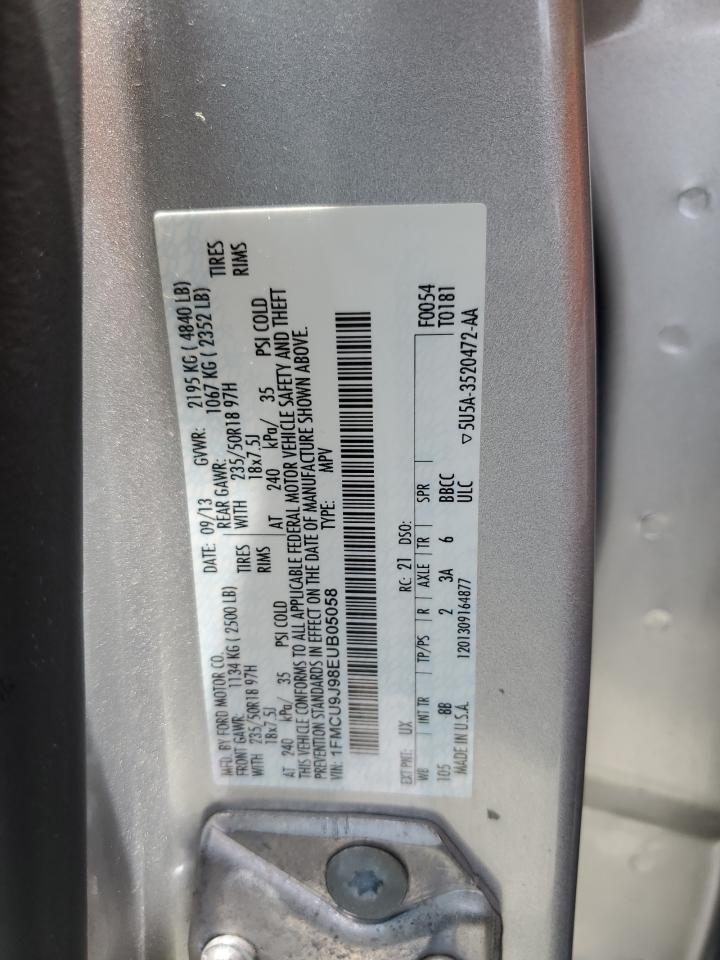 MFD. BY FORD MOTOR CO.
DATE: 09/13 GVWR: 2195 KG ( 4840 LB)
FRONT GAWR: 1134 KG ( 2500 LB)
REAR GAWR: 1067 KG ( 2352 LB)
WITH 235/50R18 97H TIRES
WITH 235/50R18 97H TIRES
18x7.5J RIMS
18x7.5J RIMS
AT 240 kPa/ 35 PSI COLD
AT 240 kPa/ 35 PSI COLD
THIS VEHICLE CONFORMS TO ALL APPLICABLE FEDERAL MOTOR VEHICLE SAFETY AND THEFT
PREVENTION STANDARDS IN EFFECT ON THE DATE OF MANUFACTURE SHOWN ABOVE.
VIN: 1FMCU9J98EUB05058
TYPE: MPV
EXT PNT: UX RC: 21 DSO:
WB INT TR TP/PS R AXLE TR SPR F0054
105 8B 2 3A 6 BBCC T0181
MADE IN U.S.A. 1201309164877 ULC ▽5U5A-3520472-AA